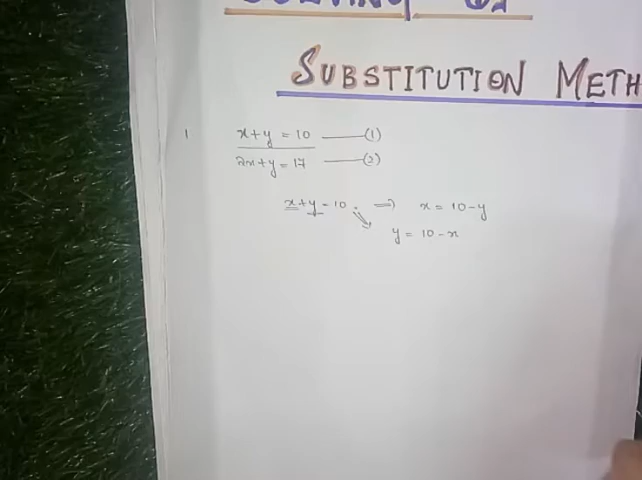 SUBSTITUTION METH
1 x+y = 10 —— (1)
2x+y = 17 —— (2)
x+y = 10. ⇒ x = 10-y
y = 10-x